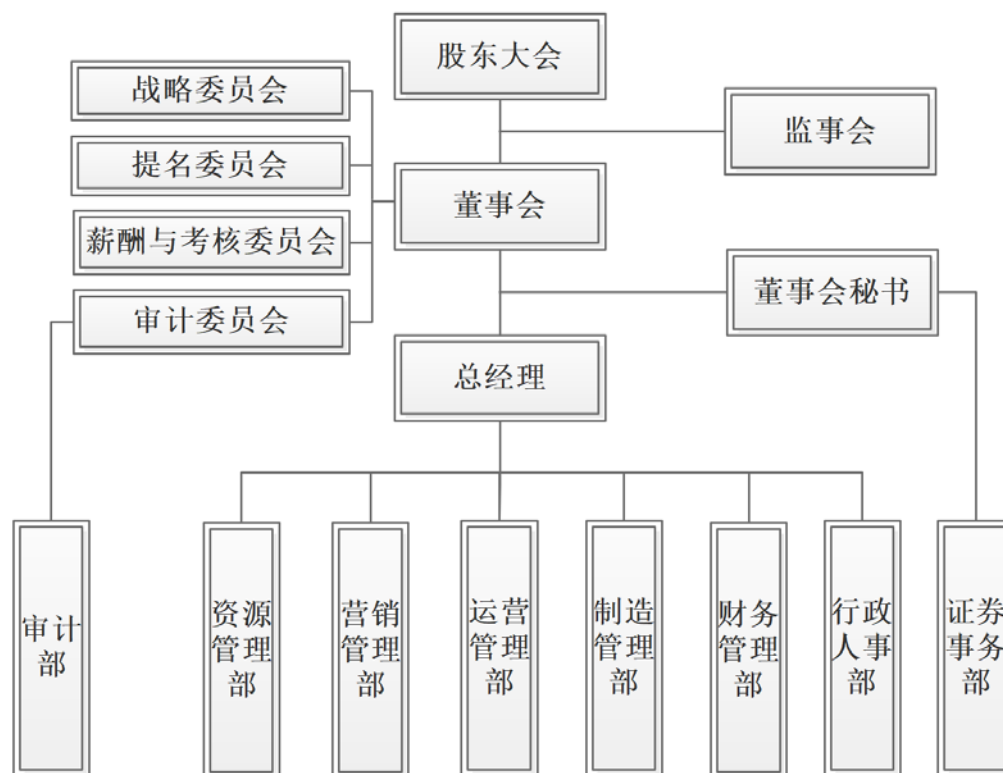 股东大会
战略委员会
监事会
提名委员会
董事会
薪酬与考核委员会
董事会秘书
审计委员会
总经理
审计
部
资源
管理
部
营销
管理
部
运营
管理
部
制造
管理
部
财务
管理
部
行政
人事
部
证券
事务
部